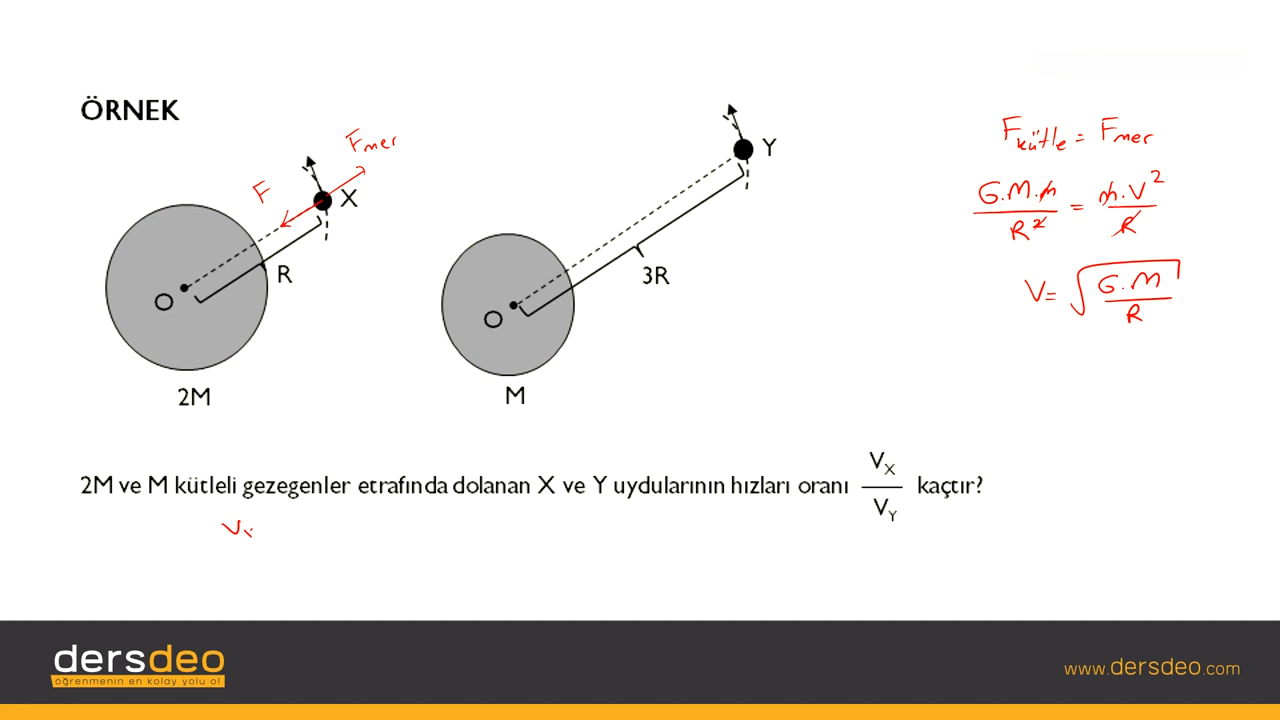 ÖRNEK
F
Fmer
X
R
O
2M
Y
3R
O
M
Fkütle = Fmer
G.M.m / R² = m.V² / R
V = √(G.M / R)
2M ve M kütleli gezegenler etrafında dolanan X ve Y uydularının hızları oranı VX / VY kaçtır?
V
dersdeo
öğrenmenin en kolay yolu o!
www.dersdeo.com